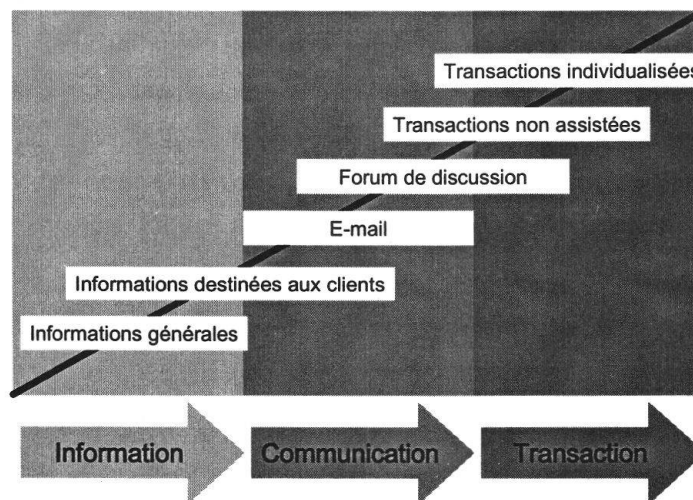 Transactions individualisées
Transactions non assistées
Forum de discussion
E-mail
Informations destinées aux clients
Informations générales
Information Communication Transaction